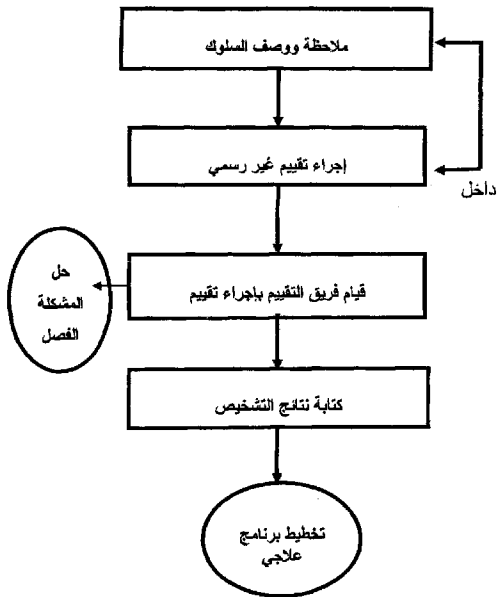 ملاحظة ووصف السلوك
إجراء تقييم غير رسمي
داخل
قيام فريق التقييم بإجراء تقييم
حل
المشكلة
الفصل
كتابة نتائج التشخيص
تخطيط برنامج
علاجي